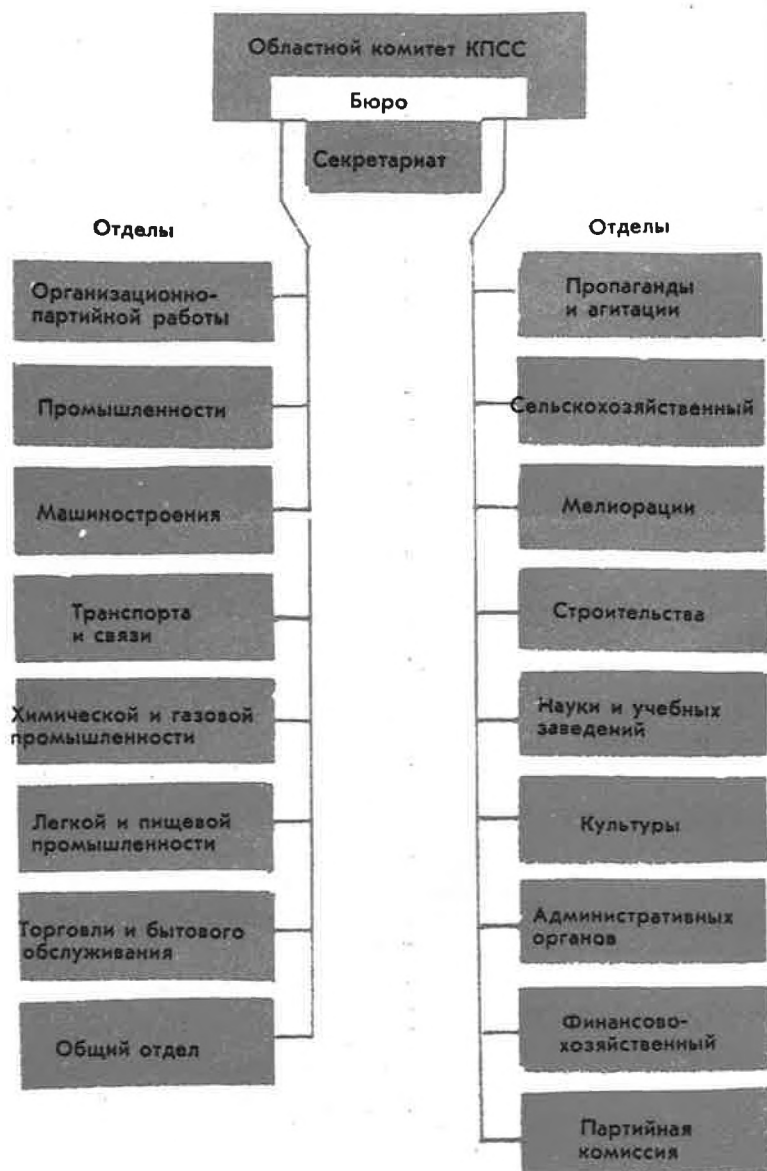 Областной комитет КПСС
Бюро
Секретариат
Отделы
Организационно-
партийной работы
Промышленности
Машиностроения
Транспорта
и связи
Химической и газовой
промышленности
Легкой и пищевой
промышленности
Торговли и бытового
обслуживания
Общий отдел
Отделы
Пропаганды
и агитации
Сельскохозяйственный
Мелиорации
Строительства
Науки и учебных
заведений
Культуры
Административных
органов
Финансово-
хозяйственный
Партийная
комиссия